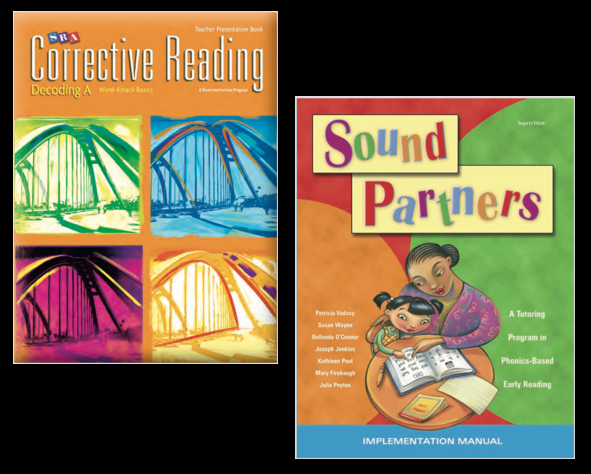 Teacher Presentation Book
SRA
Corrective Reading
Decoding A Word-Attack Basics
A Direct Instruction Program
Sopris West
Sound
Partners
Patricia Vadasy
Susan Wayne
Rollanda O'Connor
Joseph Jenkins
Kathleen Pool
Mary Firebaugh
Julia Peyton
A Tutoring
Program in
Phonics-Based
Early Reading
IMPLEMENTATION MANUAL